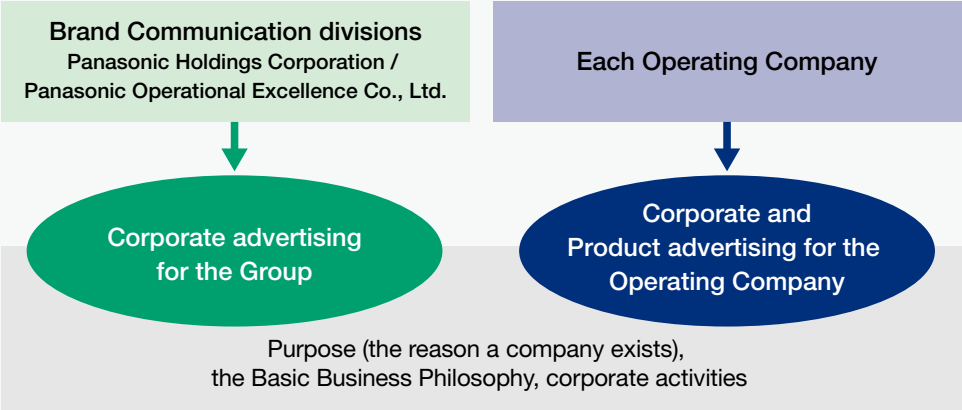 Brand Communication divisions
Panasonic Holdings Corporation /
Panasonic Operational Excellence Co., Ltd.
Each Operating Company
Corporate advertising
for the Group
Corporate and
Product advertising for the
Operating Company
Purpose (the reason a company exists),
the Basic Business Philosophy, corporate activities